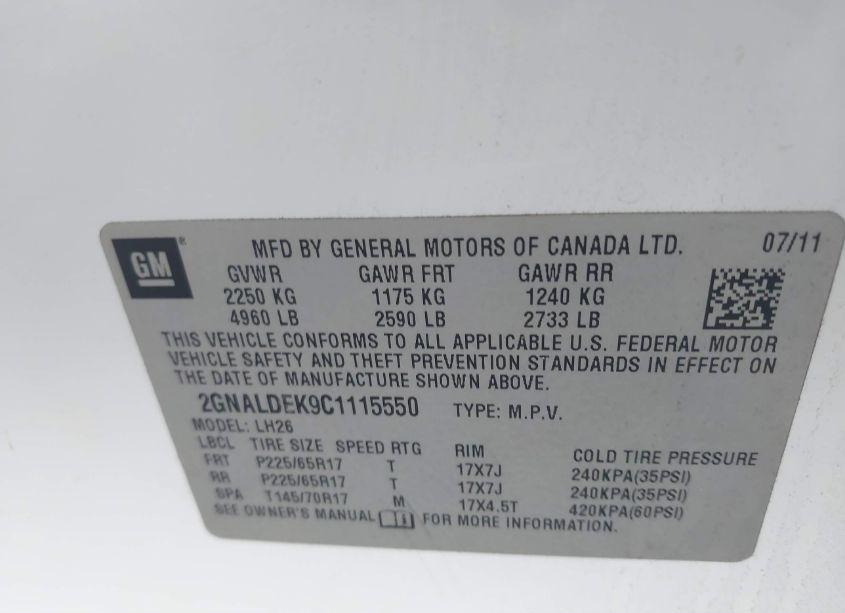 GM® MFD BY GENERAL MOTORS OF CANADA LTD. 07/11
GVWR GAWR FRT GAWR RR
2250 KG 1175 KG 1240 KG
4960 LB 2590 LB 2733 LB
THIS VEHICLE CONFORMS TO ALL APPLICABLE U.S. FEDERAL MOTOR
VEHICLE SAFETY AND THEFT PREVENTION STANDARDS IN EFFECT ON
THE DATE OF MANUFACTURE SHOWN ABOVE.
2GNALDEK9C1115550 TYPE: M.P.V.
MODEL: LH26
LBCL TIRE SIZE SPEED RTG RIM COLD TIRE PRESSURE
FRT P225/65R17 T 17X7J 240KPA(35PSI)
RR P225/65R17 T 17X7J 240KPA(35PSI)
SPA T145/70R17 M 17X4.5T 420KPA(60PSI)
SEE OWNER'S MANUAL FOR MORE INFORMATION.